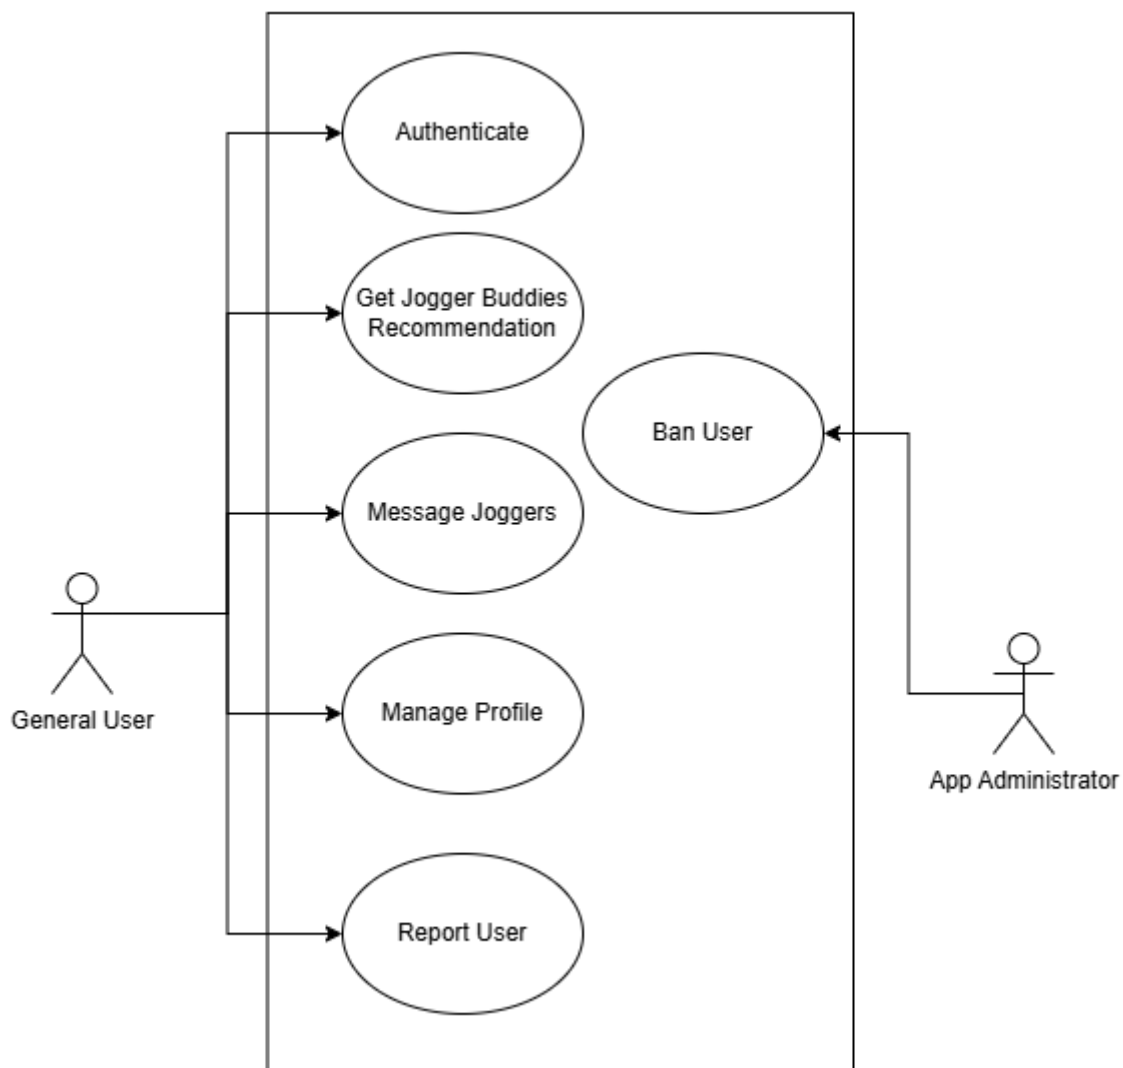 Authenticate
Get Jogger Buddies
Recommendation
Ban User
Message Joggers
General User
Manage Profile
App Administrator
Report User